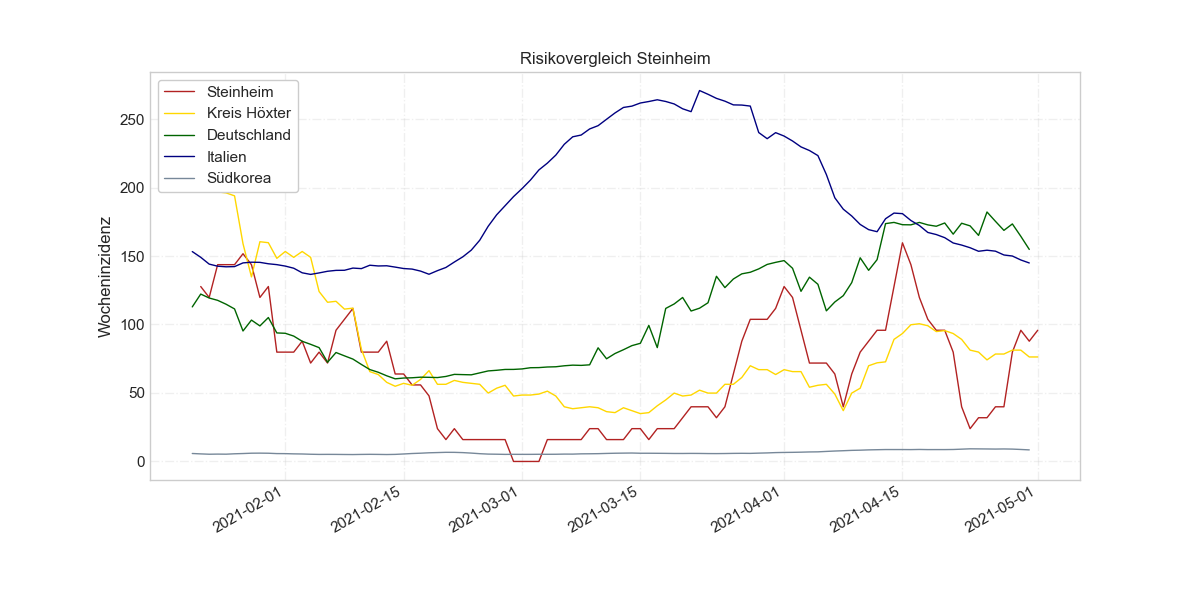 Risikovergleich Steinheim
Steinheim
Kreis Höxter
Deutschland
Italien
Südkorea
Wocheninzidenz
250
200
150
100
50
0
2021-02-01
2021-02-15
2021-03-01
2021-03-15
2021-04-01
2021-04-15
2021-05-01